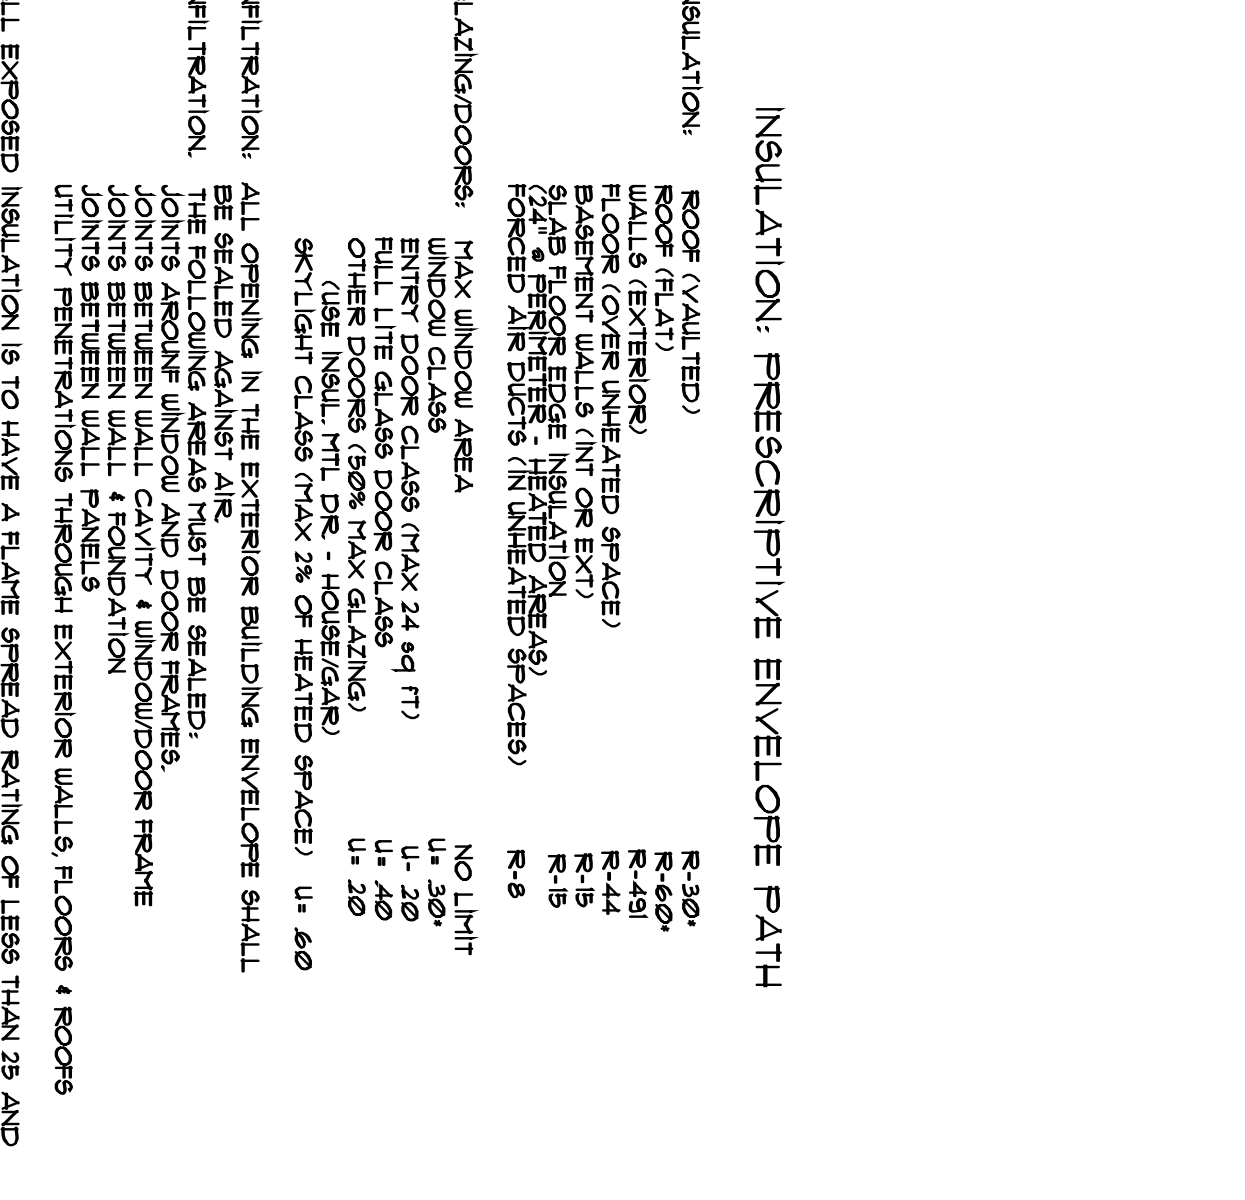 INSULATION: PRESCRIPTIVE ENVELOPE PATH
NSULATION: ROOF (VAULTED) R-30*
ROOF (FLAT) R-60*
WALLS (EXTERIOR) R-491
FLOOR (OVER UNHEATED SPACE) R-44
BASEMENT WALLS (INT OR EXT) R-15
SLAB FLOOR EDGE INSULATION R-15
(24" @ PERIMETER - HEATED AREAS)
FORCED AIR DUCTS (IN UNHEATED SPACES) R-8
LAZING/DOORS: MAX WINDOW AREA NO LIMIT
WINDOW CLASS U= .30*
ENTRY DOOR CLASS (MAX 24 sq fT) U- .20
FULL LITE GLASS DOOR CLASS U= .40
OTHER DOORS (50% MAX GLAZING) U= .20
(USE INSUL. MTL DR. - HOUSE/GAR)
SKYLIGHT CLASS (MAX 2% OF HEATED SPACE) U= .60
NFILTRATION: ALL OPENING IN THE EXTERIOR BUILDING ENVELOPE SHALL
BE SEALED AGAINST AIR.
NFILTRATION. THE FOLLOWING AREAS MUST BE SEALED:
JOINTS AROUNF WINDOW AND DOOR FRAMES.
JOINTS BETWEEN WALL CAVITY & WINDOW/DOOR FRAME
JOINTS BETWEEN WALL & FOUNDATION
JOINTS BETWEEN WALL PANELS
UTILITY PENETRATIONS THROUGH EXTERIOR WALLS, FLOORS & ROOFS
LL EXPOSED INSULATION IS TO HAVE A FLAME SPREAD RATING OF LESS THAN 25 AND